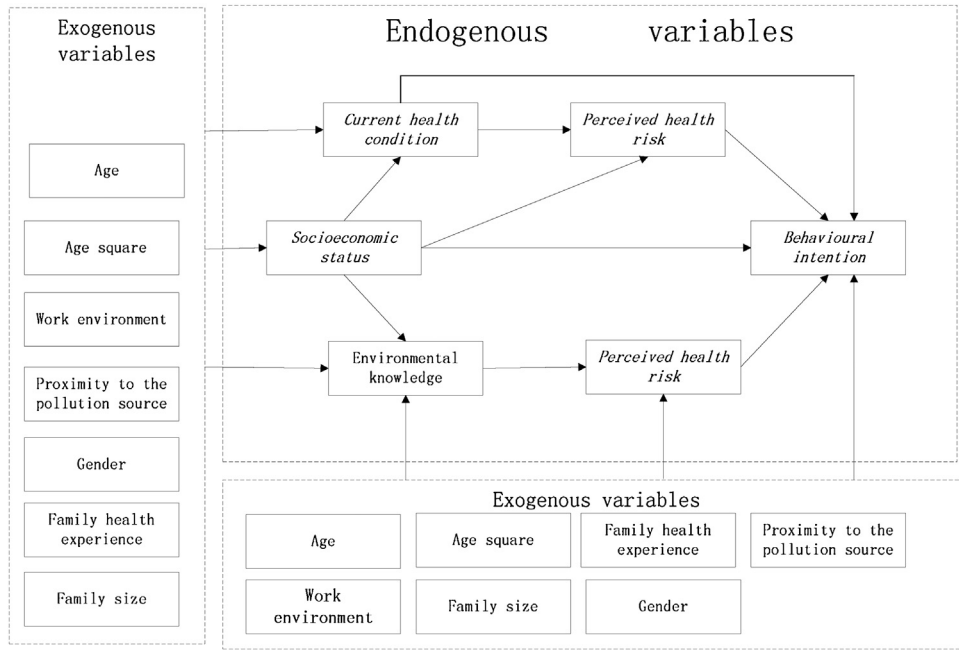 Exogenous
variables
Age
Age square
Work environment
Proximity to the
pollution source
Gender
Family health
experience
Family size
Endogenous variables
Current health
condition
Perceived health
risk
Socioeconomic
status
Behavioural
intention
Environmental
knowledge
Perceived health
risk
Exogenous variables
Age
Age square
Family health
experience
Proximity to the
pollution source
Work
environment
Family size
Gender